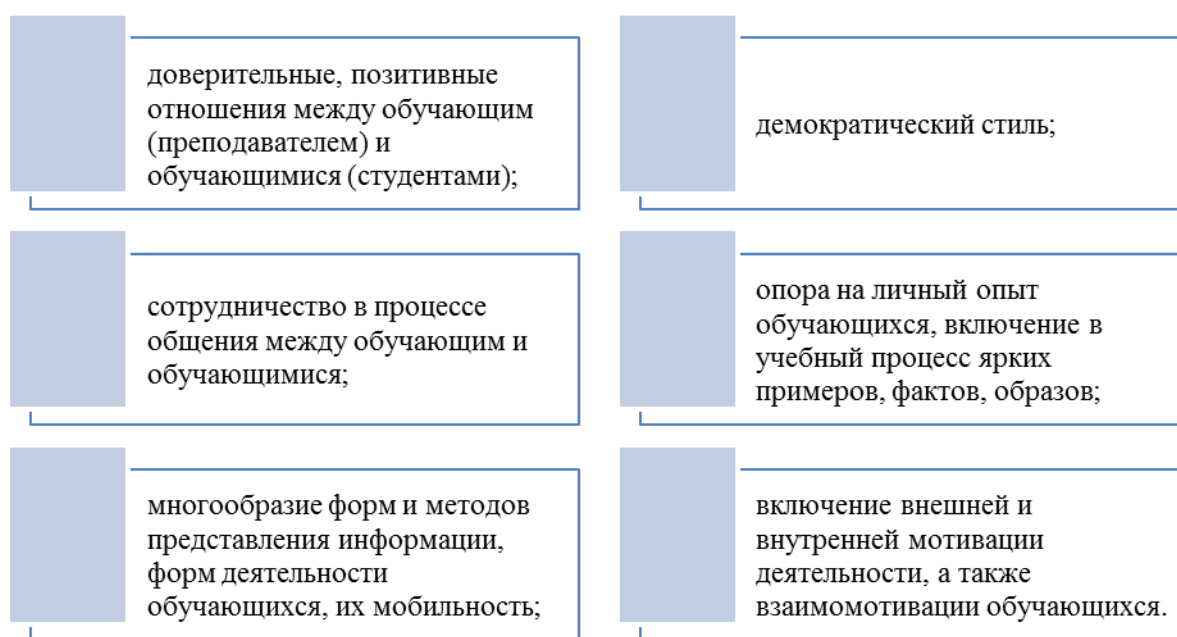 доверительные, позитивные
отношения между обучающим
(преподавателем) и
обучающимися (студентами);
демократический стиль;
сотрудничество в процессе
общения между обучающим и
обучающимися;
опора на личный опыт
обучающихся, включение в
учебный процесс ярких
примеров, фактов, образов;
многообразие форм и методов
представления информации,
форм деятельности
обучающихся, их мобильность;
включение внешней и
внутренней мотивации
деятельности, а также
взаимомотивации обучающихся.